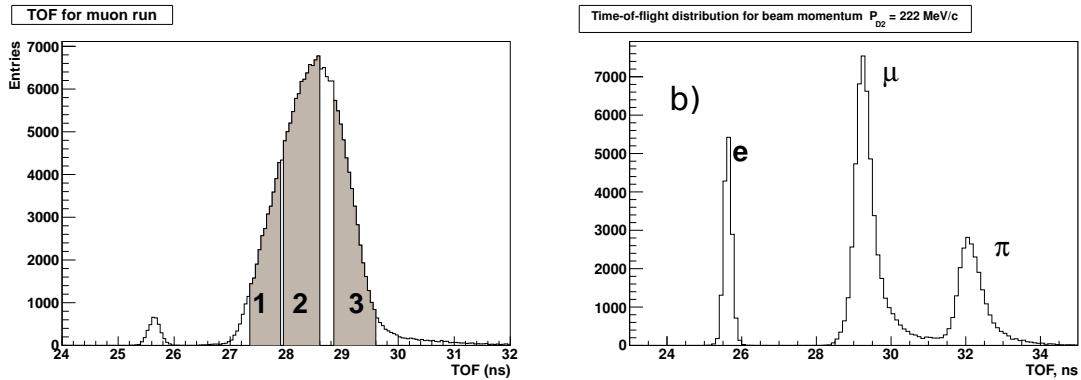 TOF for muon run
Entries
7000
6000
5000
4000
3000
2000
1000
0
1 2 3
24 25 26 27 28 29 30 31 32
TOF (ns)
Time-of-flight distribution for beam momentum P_D2 = 222 MeV/c
7000
6000
5000
4000
3000
2000
1000
0
b)
e
μ
π
24 26 28 30 32 34
TOF, ns